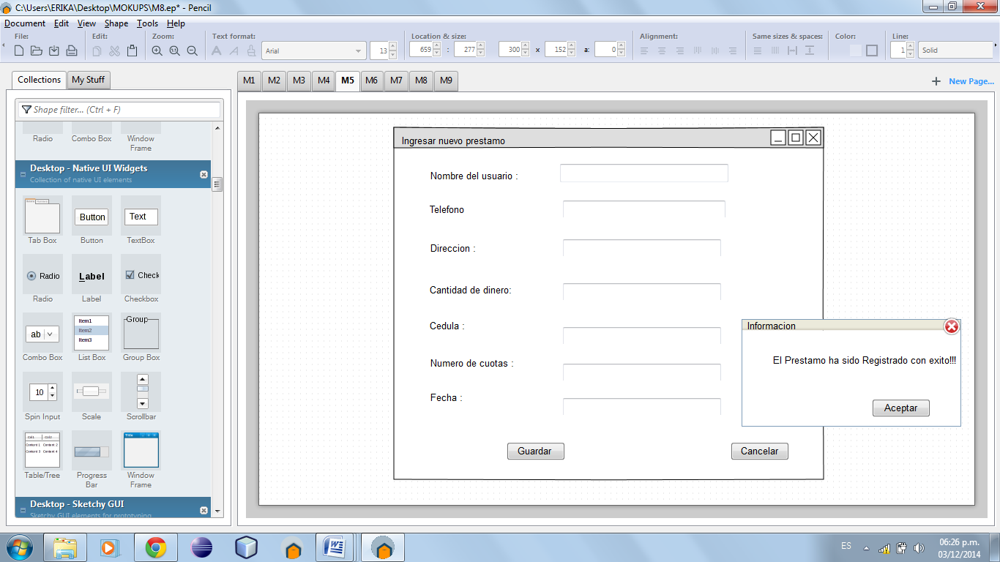 C:\Users\ERIKA\Desktop\MOKUPS\M8.ep* - Pencil
Document Edit View Shape Tools Help
File: Edit: Zoom: Text format: Location & size: Alignment: Same sizes & spaces: Color: Line:
Arial 13 659 : 277 300 x 152 a: 0 1 Solid
Collections My Stuff
M1 M2 M3 M4 M5 M6 M7 M8 M9
New Page...
Shape filter... (Ctrl + F)
Radio Combo Box Window
Frame
Desktop - Native UI Widgets
Collection of native UI elements
Button Text
Tab Box Button TextBox
Radio Label Check
Radio Label Checkbox
ab Item1 Group
Item2
Item3
Combo Box List Box Group Box
10
Spin Input Scale Scrollbar
Col1 Col2 Title
Content 1 Content 2
Content 3 Content 4
Table/Tree Progress Window
Bar Frame
Desktop - Sketchy GUI
Sketchy GUI elements for prototyping
Ingresar nuevo prestamo
Nombre del usuario :
Telefono
Direccion :
Cantidad de dinero:
Cedula :
Numero de cuotas :
Fecha :
Guardar Cancelar
Informacion
El Prestamo ha sido Registrado con exito!!!
Aceptar
ES 06:26 p.m.
03/12/2014